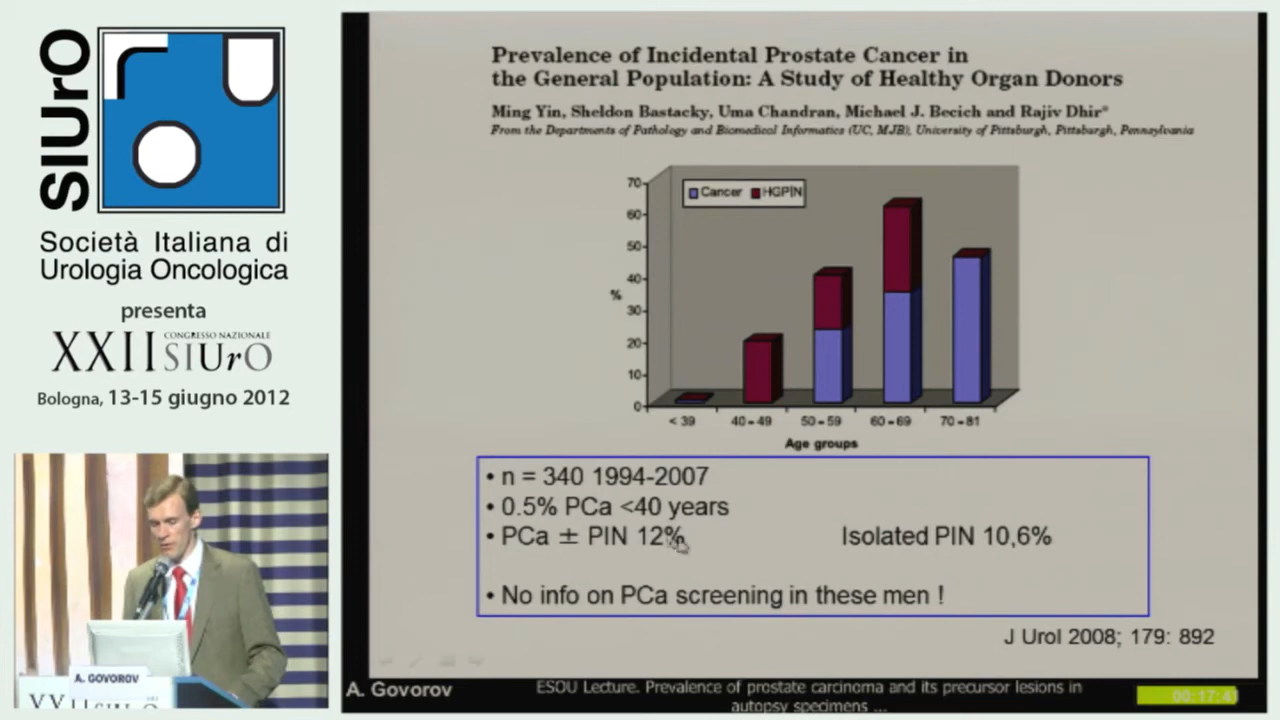 SIUrO
Società Italiana di
Urologia Oncologica
presenta
XXII CONGRESSO NAZIONALE
SIUrO
Bologna, 13-15 giugno 2012
A. GOVOROV
Prevalence of Incidental Prostate Cancer in
the General Population: A Study of Healthy Organ Donors
Ming Yin, Sheldon Bastacky, Uma Chandran, Michael J. Becich and Rajiv Dhir*
From the Departments of Pathology and Biomedical Informatics (UC, MJB), University of Pittsburgh, Pittsburgh, Pennsylvania
Cancer HGPIN
70
60
50
40
30
20
10
0
%
< 39 40-49 50-59 60-69 70-81
Age groups
• n = 340 1994-2007
• 0.5% PCa <40 years
• PCa ± PIN 12% Isolated PIN 10,6%
• No info on PCa screening in these men !
J Urol 2008; 179: 892
A. Govorov
ESOU Lecture. Prevalence of prostate carcinoma and its precursor lesions in
autopsy specimens ...